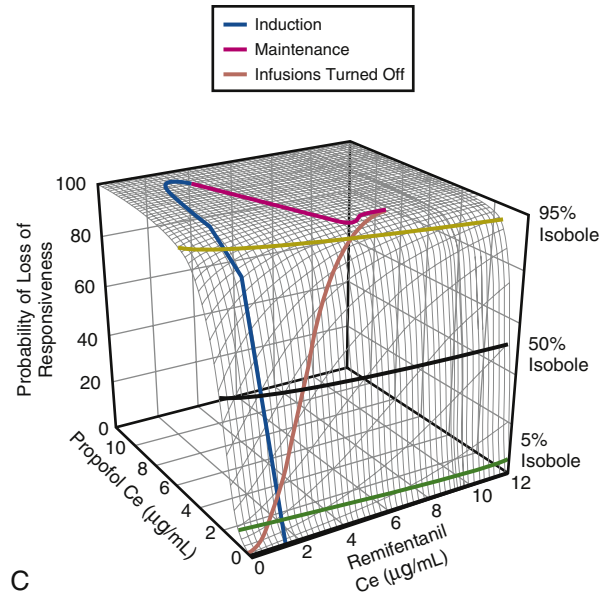 Induction
Maintenance
Infusions Turned Off
100
80
60
40
20
0
Probability of Loss of
Responsiveness
95%
Isobole
50%
Isobole
5%
Isobole
10
8
6
4
2
0
Propofol Ce (μg/mL)
0
2
4
6
8
10
12
Remifentanil
Ce (μg/mL)
C